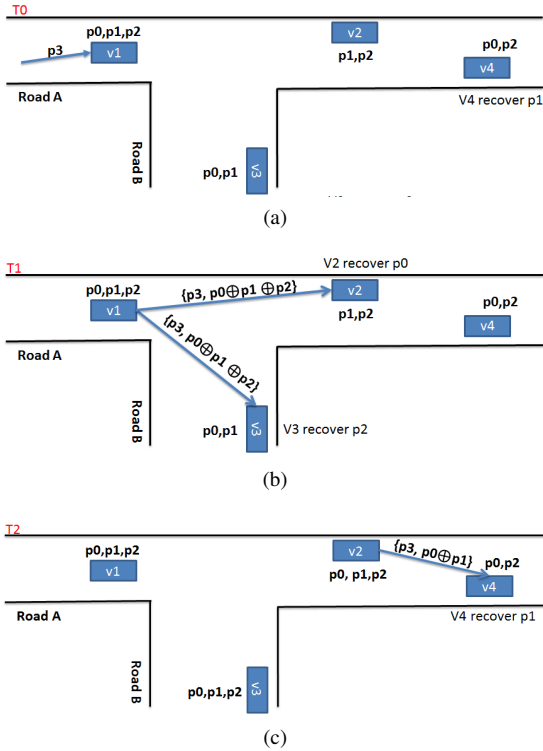 T0
p0,p1,p2
p3
v1
v2
p1,p2
p0,p2
v4
Road A
V4 recover p1
Road B
p0,p1
v3
(a)
T1
V2 recover p0
p0,p1,p2
{p3, p0⊕p1 ⊕p2}
v1
v2
p1,p2
p0,p2
v4
{p3, p0⊕p1 ⊕p2}
Road A
Road B
p0,p1
v3
V3 recover p2
(b)
T2
p0,p1,p2
v1
v2
{p3, p0⊕p1}
p0, p1,p2
p0,p2
v4
Road A
V4 recover p1
Road B
p0,p1,p2
v3
(c)